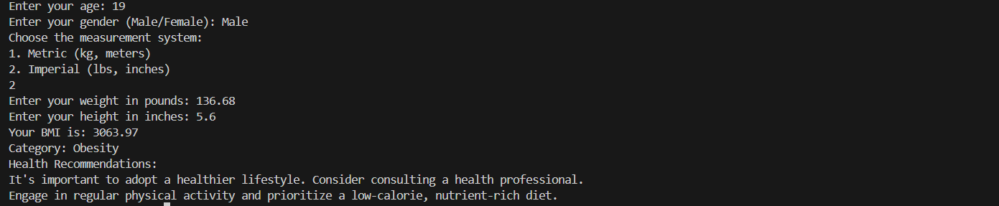 Enter your age: 19
Enter your gender (Male/Female): Male
Choose the measurement system:
1. Metric (kg, meters)
2. Imperial (lbs, inches)
2
Enter your weight in pounds: 136.68
Enter your height in inches: 5.6
Your BMI is: 3063.97
Category: Obesity
Health Recommendations:
It's important to adopt a healthier lifestyle. Consider consulting a health professional.
Engage in regular physical activity and prioritize a low-calorie, nutrient-rich diet.